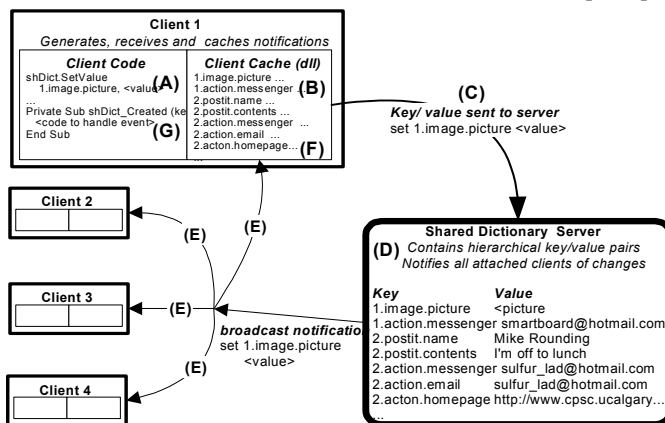 Client 1
Generates, receives and caches notifications
Client Code
shDict.SetValue
1.image.picture, <value>
(A)
...
Private Sub shDict_Created (ke
<code to handle event>
(G)
End Sub
Client Cache (dll)
1.image.picture ...
1.action.messenger ...
(B)
2.postit.name ...
2.postit.contents ...
2.action.messenger ...
2.action.email ...
(F)
2.acton.homepage...
...
(C)
Key/ value sent to server
set 1.image.picture <value>
Client 2
(E)
(E)
Client 3
(E)
Client 4
(E)
broadcast notification
set 1.image.picture
<value>
Shared Dictionary Server
(D)
Contains hierarchical key/value pairs
Notifies all attached clients of changes
Key Value
1.image.picture <picture
1.action.messenger smartboard@hotmail.com
2.postit.name Mike Rounding
2.postit.contents I'm off to lunch
2.action.messenger sulfur_lad@hotmail.com
2.action.email sulfur_lad@hotmail.com
2.acton.homepage http://www.cpsc.ucalgary...
...